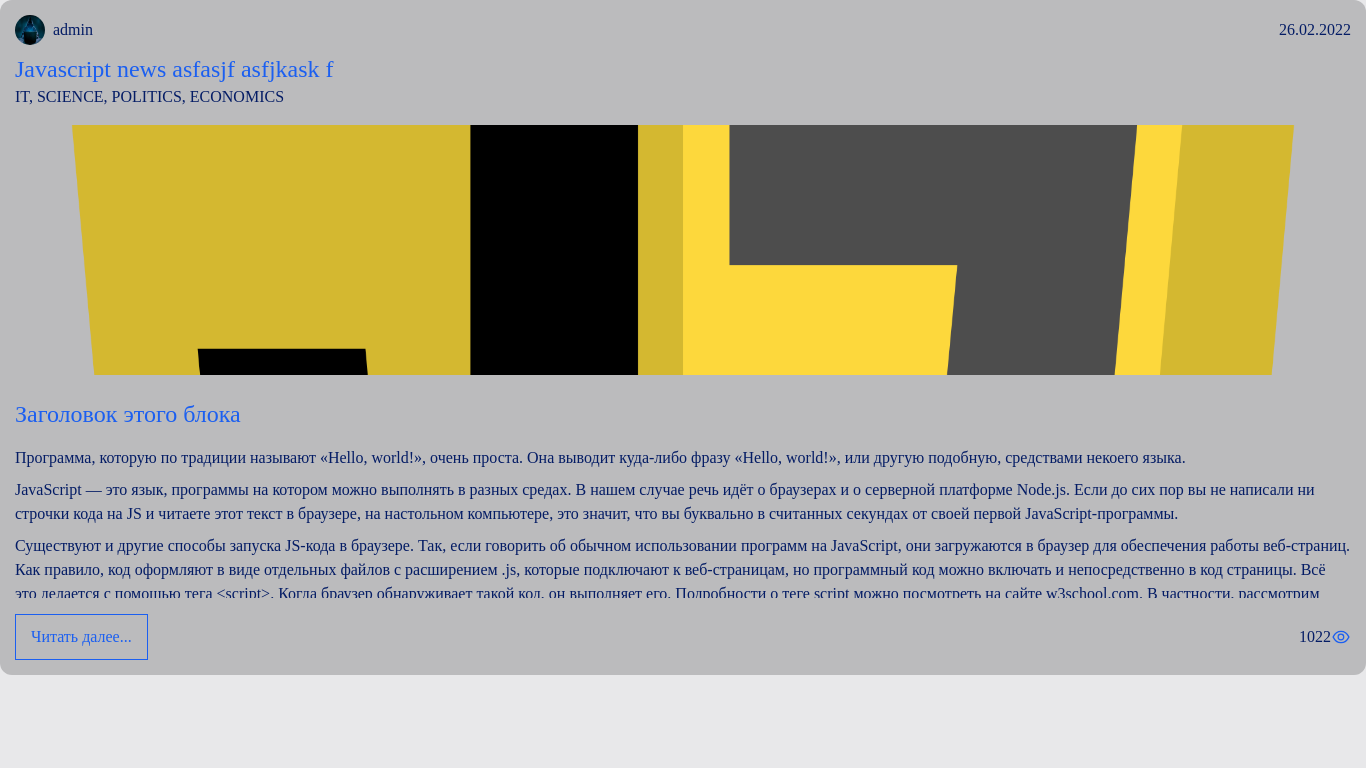 admin
26.02.2022
Javascript news asfasjf asfjkask f
IT, SCIENCE, POLITICS, ECONOMICS
Заголовок этого блока
Программа, которую по традиции называют «Hello, world!», очень проста. Она выводит куда-либо фразу «Hello, world!», или другую подобную, средствами некоего языка.
JavaScript — это язык, программы на котором можно выполнять в разных средах. В нашем случае речь идёт о браузерах и о серверной платформе Node.js. Если до сих пор вы не написали ни
строчки кода на JS и читаете этот текст в браузере, на настольном компьютере, это значит, что вы буквально в считанных секундах от своей первой JavaScript-программы.
Существуют и другие способы запуска JS-кода в браузере. Так, если говорить об обычном использовании программ на JavaScript, они загружаются в браузер для обеспечения работы веб-страниц.
Как правило, код оформляют в виде отдельных файлов с расширением .js, которые подключают к веб-страницам, но программный код можно включать и непосредственно в код страницы. Всё
это делается с помощью тега <script>. Когда браузер обнаруживает такой код, он выполняет его. Подробности о теге script можно посмотреть на сайте w3school.com. В частности, рассмотрим
Читать далее...
1022